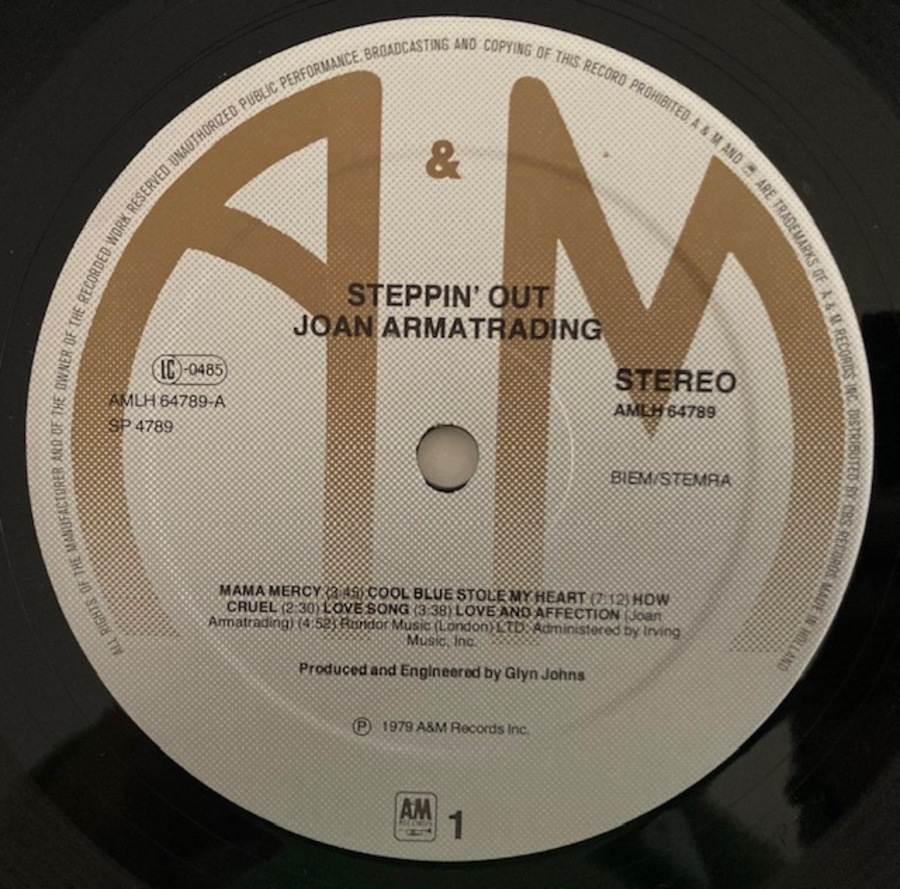 ALL RIGHTS OF THE MANUFACTURER AND OF THE OWNER OF THE RECORDED WORK RESERVED UNAUTHORIZED PUBLIC PERFORMANCE, BROADCASTING AND COPYING OF THIS RECORD PROHIBITED A & M AND ARE TRADEMARKS OF A & M RECORDS INC. DISTRIBUTED BY CBS RECORDS MADE IN HOLLAND
A & M
STEPPIN' OUT
JOAN ARMATRADING
LC-0485
AMLH 64789-A
SP 4789
STEREO
AMLH 64789
BIEM/STEMRA
MAMA MERCY (3:49) COOL BLUE STOLE MY HEART (7:12) HOW
CRUEL (2:30) LOVE SONG (3:38) LOVE AND AFFECTION (Joan
Armatrading) (4:52) Rondor Music (London) LTD. Administered by Irving
Music, Inc.
Produced and Engineered by Glyn Johns
Ⓟ 1979 A&M Records Inc.
AM
RECORDS
1